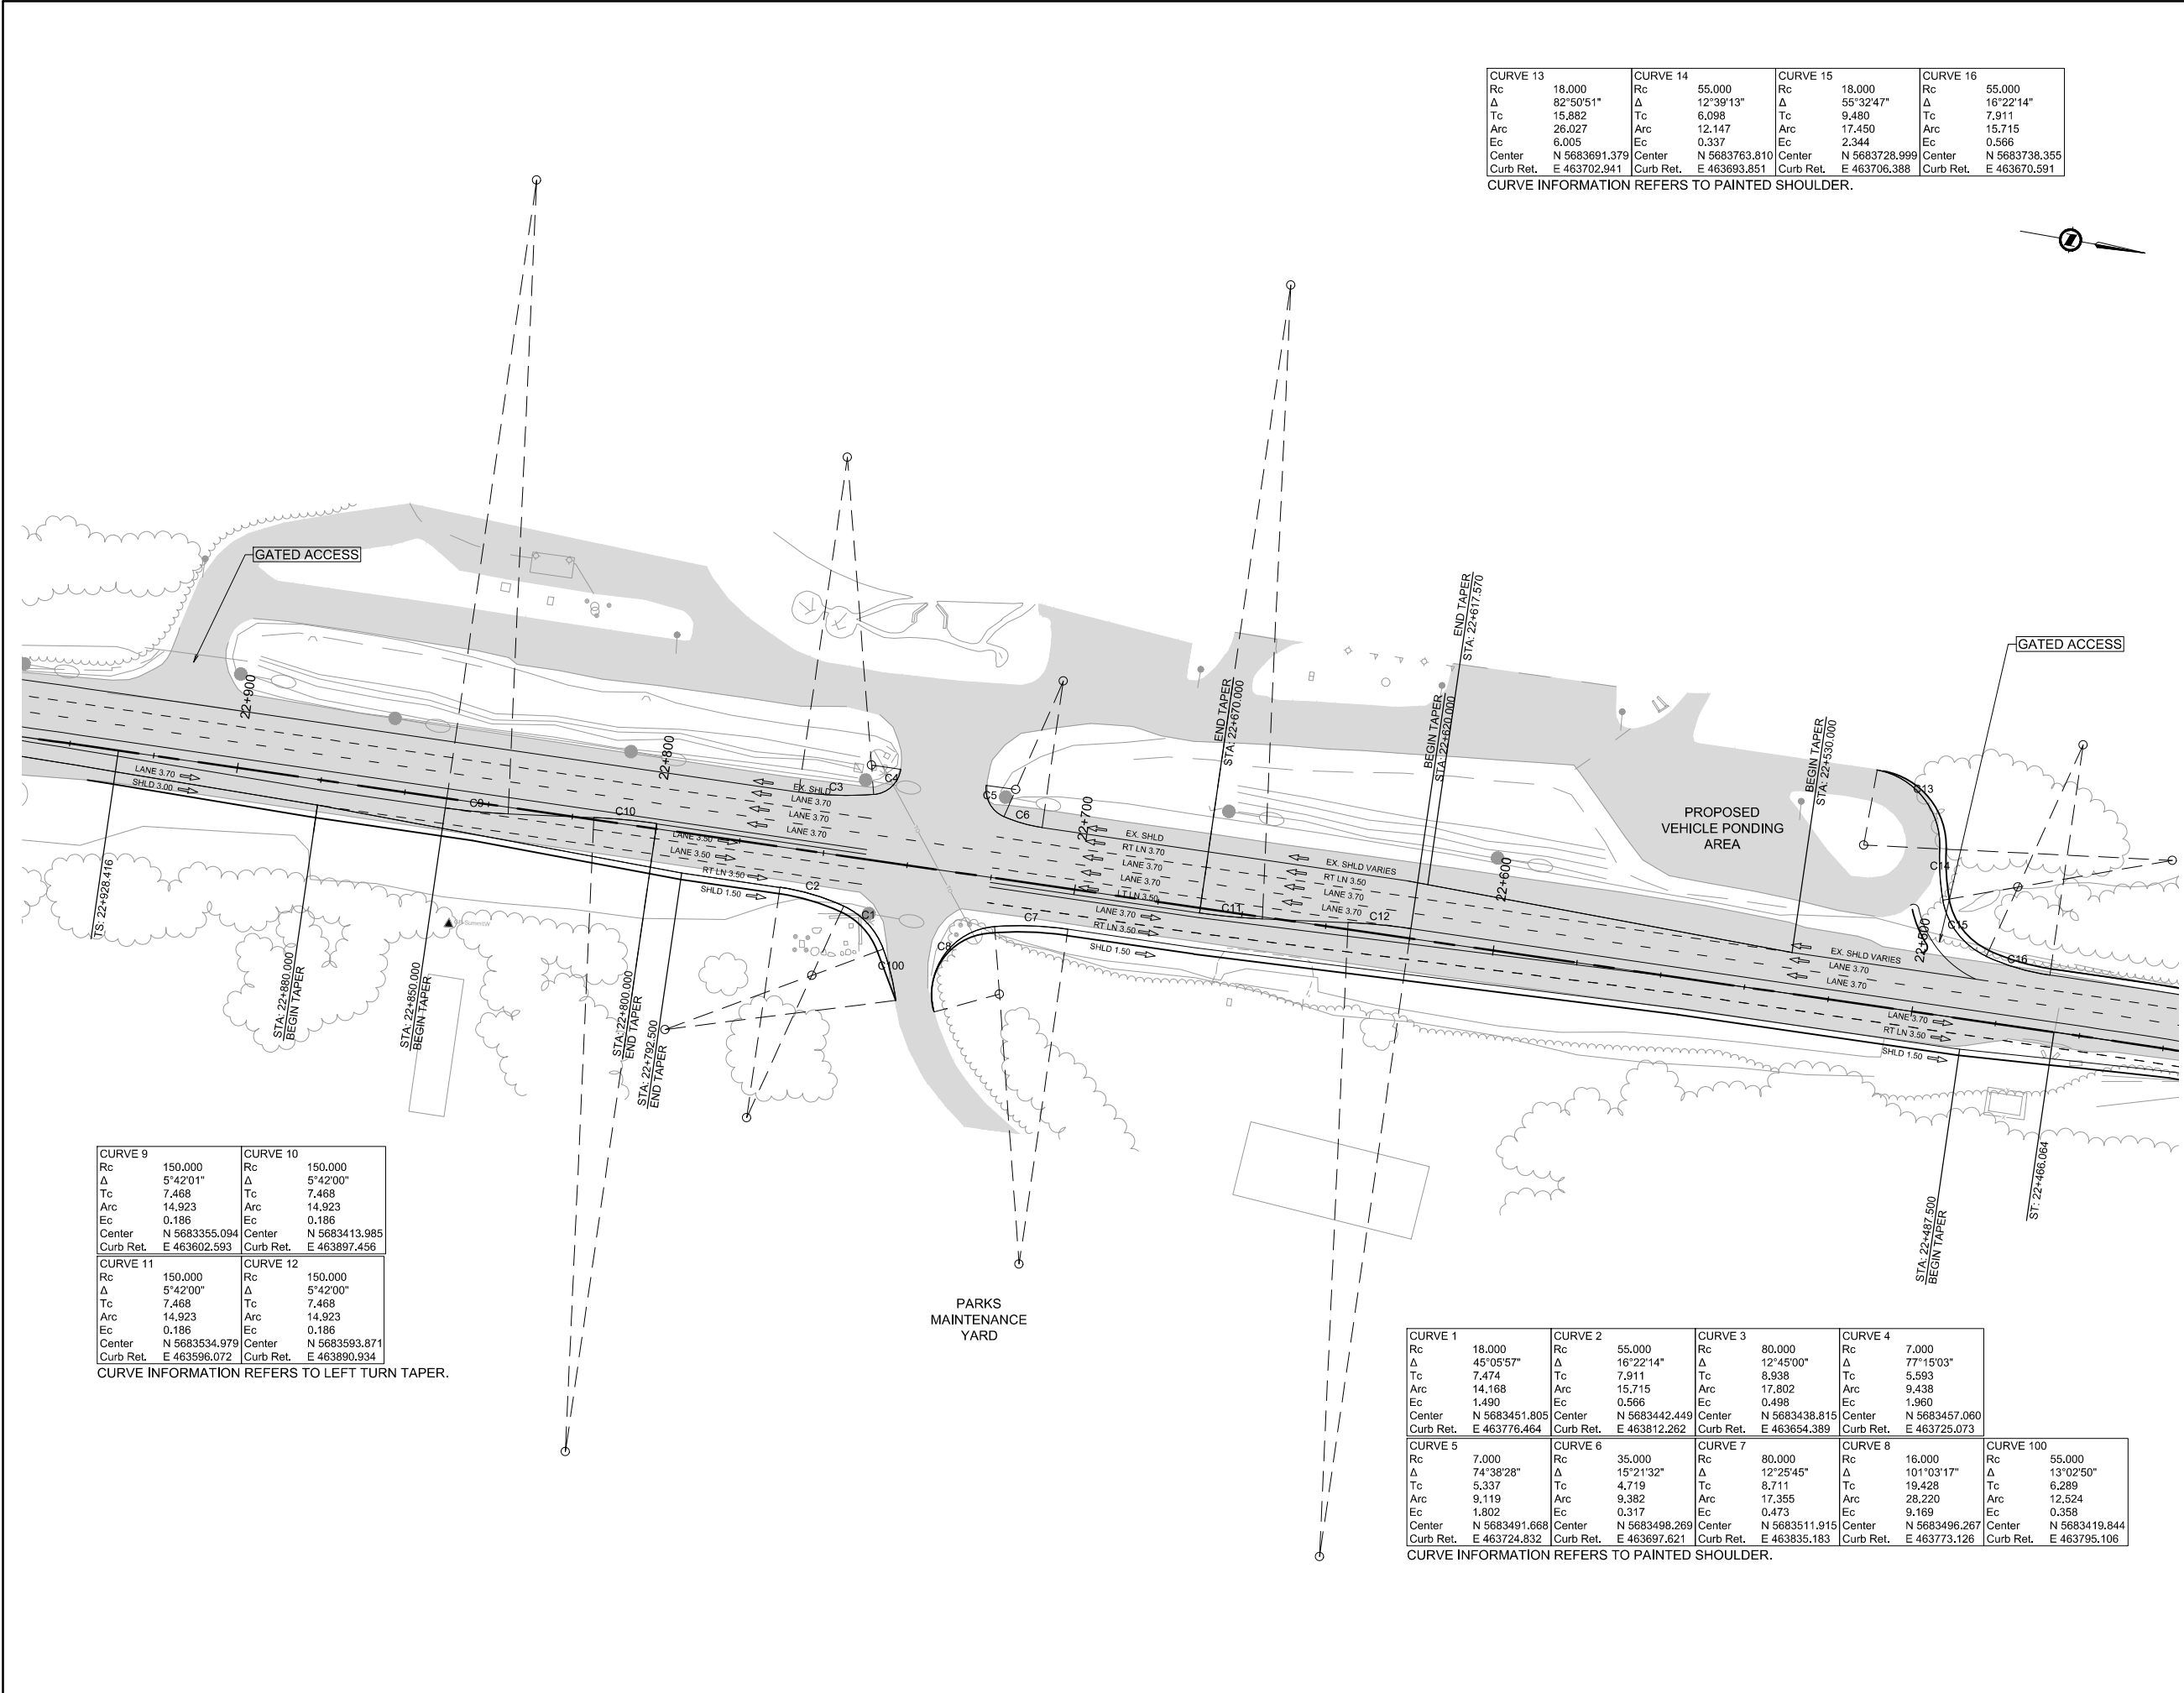 CURVE 13 CURVE 14 CURVE 15 CURVE 16
Rc 18.000 Rc 55.000 Rc 18.000 Rc 55.000
Δ 82°50'51" Δ 12°39'13" Δ 55°32'47" Δ 16°22'14"
Tc 15.882 Tc 6.098 Tc 9.480 Tc 7.911
Arc 26.027 Arc 12.147 Arc 17.450 Arc 15.715
Ec 6.005 Ec 0.337 Ec 2.344 Ec 0.566
Center N 5683691.379 Center N 5683763.810 Center N 5683728.999 Center N 5683738.355
Curb Ret. E 463702.941 Curb Ret. E 463693.851 Curb Ret. E 463706.388 Curb Ret. E 463670.591
CURVE INFORMATION REFERS TO PAINTED SHOULDER.
Z
GATED ACCESS
GATED ACCESS
END TAPER
STA: 22+617.570
END TAPER
STA: 22+670.000
BEGIN TAPER
STA: 22+620.000
BEGIN TAPER
STA: 22+530.000
22+900
22+800
22+700
22+600
22+500
PROPOSED
VEHICLE PONDING
AREA
LANE 3.70
SHLD 3.00
C9
C10
EX. SHLD
C3
C4
LANE 3.70
LANE 3.70
LANE 3.70
LANE 3.50
LANE 3.50
RT LN 3.50
SHLD 1.50
C2
C1
C100
C5
C6
EX. SHLD
RT LN 3.70
LANE 3.70
LANE 3.70
LT LN 3.50
LANE 3.70
RT LN 3.50
SHLD 1.50
C7
C8
C11
C12
EX. SHLD VARIES
RT LN 3.50
LANE 3.70
LANE 3.70
C13
C14
C15
C16
EX. SHLD VARIES
LANE 3.70
LANE 3.70
LANE 3.70
RT LN 3.50
SHLD 1.50
TS: 22+928.416
STA: 22+880.000
BEGIN TAPER
STA: 22+850.000
BEGIN TAPER
STA: 22+800.000
END TAPER
STA: 22+792.500
END TAPER
STA: 22+487.500
BEGIN TAPER
ST: 22+466.064
PARKS
MAINTENANCE
YARD
CURVE 9 CURVE 10
Rc 150.000 Rc 150.000
Δ 5°42'01" Δ 5°42'00"
Tc 7.468 Tc 7.468
Arc 14.923 Arc 14.923
Ec 0.186 Ec 0.186
Center N 5683355.094 Center N 5683413.985
Curb Ret. E 463602.593 Curb Ret. E 463897.456
CURVE 11 CURVE 12
Rc 150.000 Rc 150.000
Δ 5°42'00" Δ 5°42'00"
Tc 7.468 Tc 7.468
Arc 14.923 Arc 14.923
Ec 0.186 Ec 0.186
Center N 5683534.979 Center N 5683593.871
Curb Ret. E 463596.072 Curb Ret. E 463890.934
CURVE INFORMATION REFERS TO LEFT TURN TAPER.
CURVE 1 CURVE 2 CURVE 3 CURVE 4
Rc 18.000 Rc 55.000 Rc 80.000 Rc 7.000
Δ 45°05'57" Δ 16°22'14" Δ 12°45'00" Δ 77°15'03"
Tc 7.474 Tc 7.911 Tc 8.938 Tc 5.593
Arc 14.168 Arc 15.715 Arc 17.802 Arc 9.438
Ec 1.490 Ec 0.566 Ec 0.498 Ec 1.960
Center N 5683451.805 Center N 5683442.449 Center N 5683438.815 Center N 5683457.060
Curb Ret. E 463776.464 Curb Ret. E 463812.262 Curb Ret. E 463654.389 Curb Ret. E 463725.073
CURVE 5 CURVE 6 CURVE 7 CURVE 8 CURVE 100
Rc 7.000 Rc 35.000 Rc 80.000 Rc 16.000 Rc 55.000
Δ 74°38'28" Δ 15°21'32" Δ 12°25'45" Δ 101°03'17" Δ 13°02'50"
Tc 5.337 Tc 4.719 Tc 8.711 Tc 19.428 Tc 6.289
Arc 9.119 Arc 9.382 Arc 17.355 Arc 28.220 Arc 12.524
Ec 1.802 Ec 0.317 Ec 0.473 Ec 9.169 Ec 0.358
Center N 5683491.668 Center N 5683498.269 Center N 5683511.915 Center N 5683496.267 Center N 5683419.844
Curb Ret. E 463724.832 Curb Ret. E 463697.621 Curb Ret. E 463835.183 Curb Ret. E 463773.126 Curb Ret. E 463795.106
CURVE INFORMATION REFERS TO PAINTED SHOULDER.